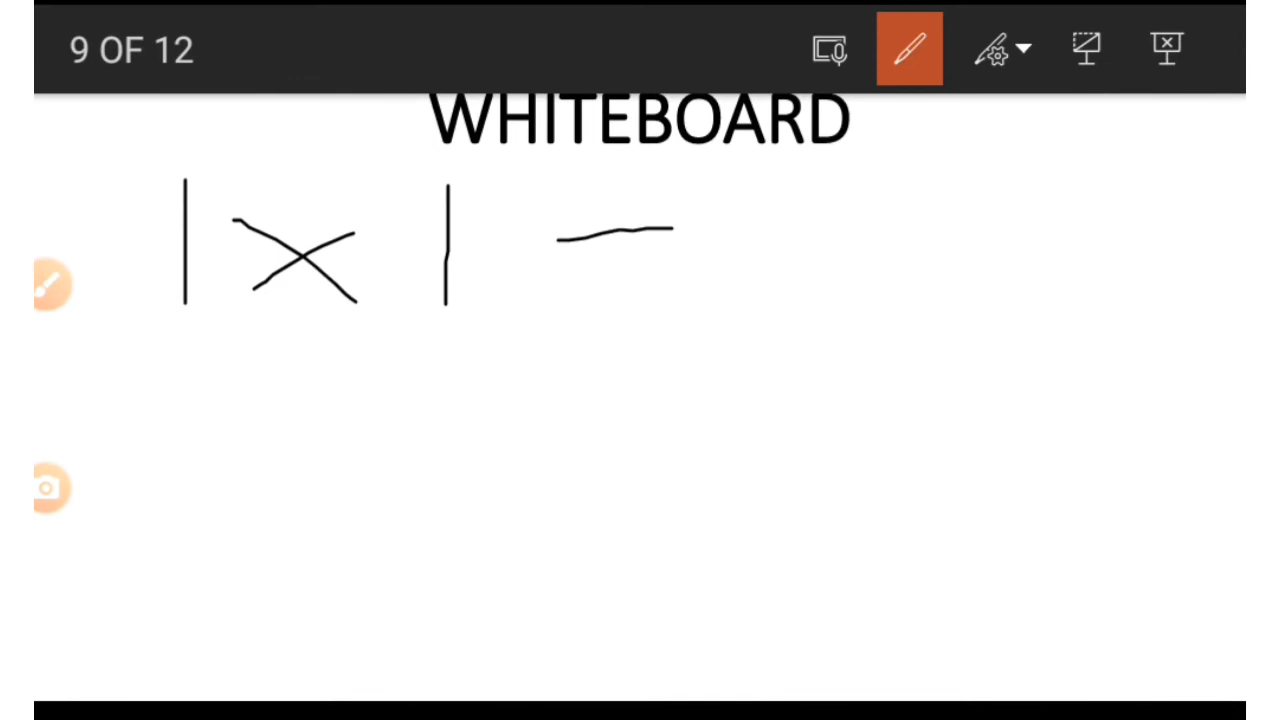 9 OF 12
WHITEBOARD
|x| —